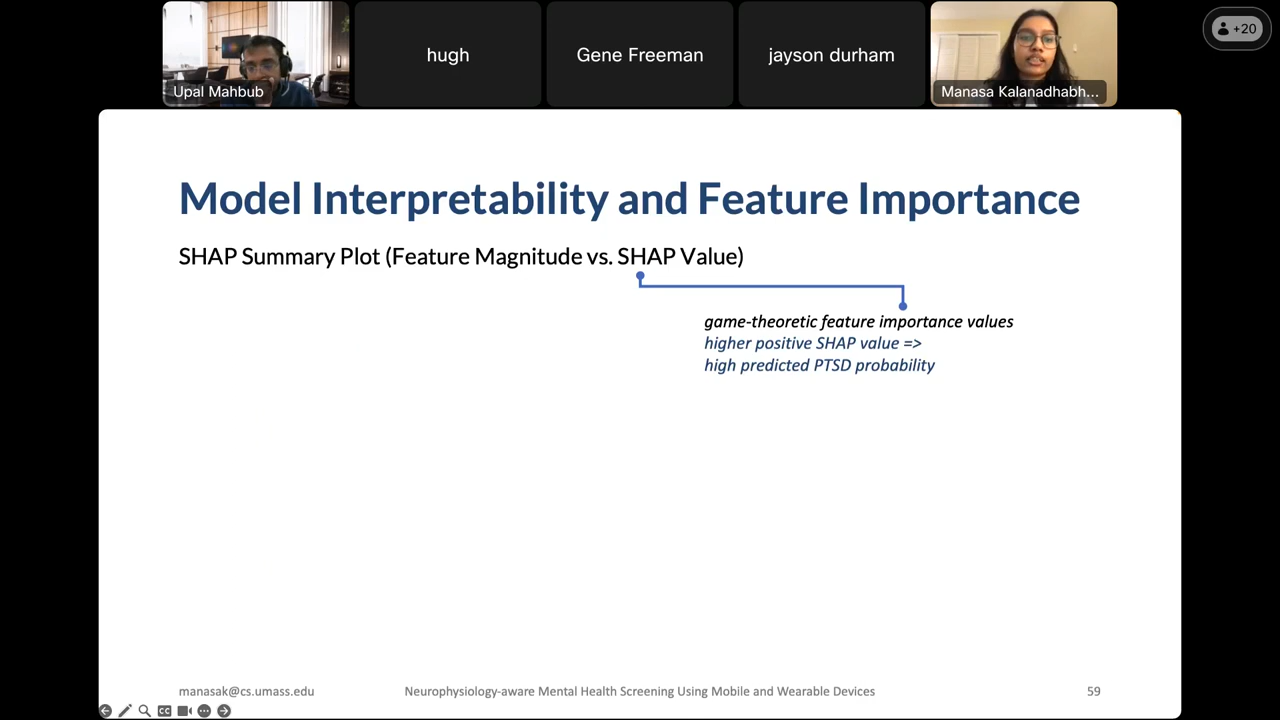 Upal Mahbub
hugh
Gene Freeman
jayson durham
Manasa Kalanadhabh...
+20
Model Interpretability and Feature Importance
SHAP Summary Plot (Feature Magnitude vs. SHAP Value)
game-theoretic feature importance values
higher positive SHAP value =>
high predicted PTSD probability
manasak@cs.umass.edu
Neurophysiology-aware Mental Health Screening Using Mobile and Wearable Devices
59
CC